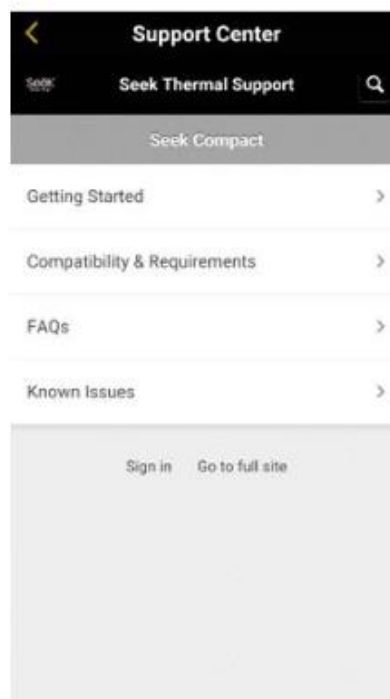 Support Center
Seek Seek Thermal Support
Seek Compact
Getting Started
Compatibility & Requirements
FAQs
Known Issues
Sign in Go to full site